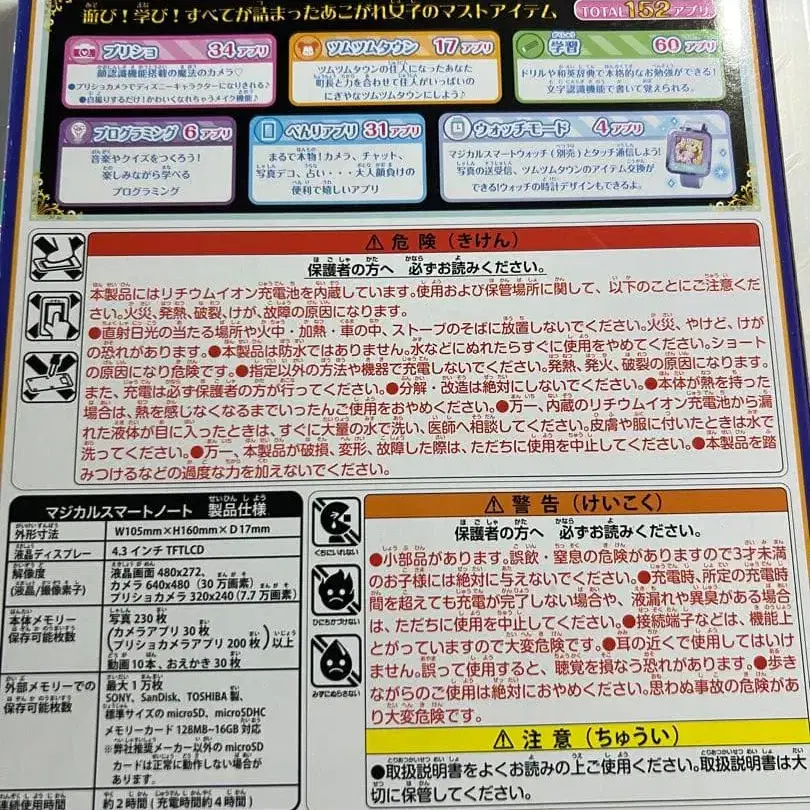 遊び！学び！すべてが詰まったあこがれ女子のマストアイテム
TOTAL152アプリ
プリショ 34アプリ
顔認識機能搭載の魔法のカメラ♡
●プリショカメラでディズニーキャラクターになりきれる♪
●自撮りするだけ！かわいくなれちゃうメイク機能♪
ツムツムタウン 17アプリ
ツムツムタウンの住人になったあなた
町長と力を合わせて住人がいっぱいの
にぎやなツムツムタウンにしよう♪
学習 60アプリ
ドリルや和英辞典で本格的なお勉強ができる！
文字認識機能で書いて覚えられる。
プログラミング 6アプリ
音楽やクイズをつくろう！
楽しみながら学べる
プログラミング
べんりアプリ 31アプリ
まるで本物！カメラ、チャット、
写真デコ、占い・・・大人顔負けの
便利で嬉しいアプリ
ウォッチモード 4アプリ
マジカルスマートウォッチ(別売)とタッチ通信しよう！
写真の送受信、ツムツムタウンのアイテム交換が
できる！ウォッチの時計デザインもできるよ。
⚠危険（きけん）
保護者の方へ 必ずお読みください。
本製品にはリチウムイオン充電池を内蔵しています。使用および保管場所に関して、以下のことにご注意くだ
さい。火災、発熱、破裂、けが、故障の原因になります。
●直射日光の当たる場所や火中・加熱・車の中、ストーブのそばに放置しないでください。火災、やけど、けが
の恐れがあります。●本製品は防水ではありません。水などにぬれたらすぐに使用をやめてください。ショート
の原因になり危険です。●指定以外の方法や機器で充電しないでください。発熱、発火、破裂の原因になります。
また、充電は必ず保護者の方が行ってください。●分解・改造は絶対にしないでください。●本体が熱を持った
場合は、熱を感じなくなるまでいったんご使用をおやめください。●万一、内蔵のリチウムイオン充電池から漏
れた液体が目に入ったときは、すぐに大量の水で洗い、医師へ相談してください。皮膚や服に付いたときは水で
洗ってください。●万一、本製品が破損、変形、故障した際は、ただちに使用を中止してください。●本製品を踏
みつけるなどの過度な力を加えないでください。
マジカルスマートノート 製品仕様
外形寸法 W105mm×H160mm×D17mm
液晶ディスプレー 4.3インチTFTLCD
解像度
(液晶/撮像素子)
液晶画面 480x272、
カメラ 640x480（30万画素）
プリショカメラ 320x240（7.7万画素）
本体メモリー
保存可能枚数
写真 230枚
（カメラアプリ 30枚
プリショカメラアプリ 200枚）以上
動画10本、おえかき30枚
外部メモリーでの
保存可能枚数
最大1万枚
SONY、SanDisk、TOSHIBA製、
標準サイズのmicroSD、microSDHC
メモリーカード128MB~16GB対応
※弊社推奨メーカー以外のmicroSD
カードは正常に動作しない場合が
あります。
連続使用時間 約2時間（充電時間約4時間）
くちにいれない
ひにちかづけない
みずにぬらさない
⚠警告（けいこく）
保護者の方へ 必ずお読みください。
●小部品があります。誤飲・窒息の危険がありますので3才未満
のお子様には絶対に与えないでください。●充電時、所定の充電時
間を超えても充電が完了しない場合や、液漏れや異臭がある場合
は、ただちに使用を中止してください。●接続端子などは、機能上
とがっていますので大変危険です。●耳の近くで使用してはいけ
ません。誤って使用すると、聴覚を損なう恐れがあります。●歩き
ながらのご使用は絶対におやめください。思わぬ事故の危険があ
り大変危険です。
⚠注意（ちゅうい）
●取扱説明書をよくお読みの上ご使用ください。取扱説明書は大
切に保管してください。